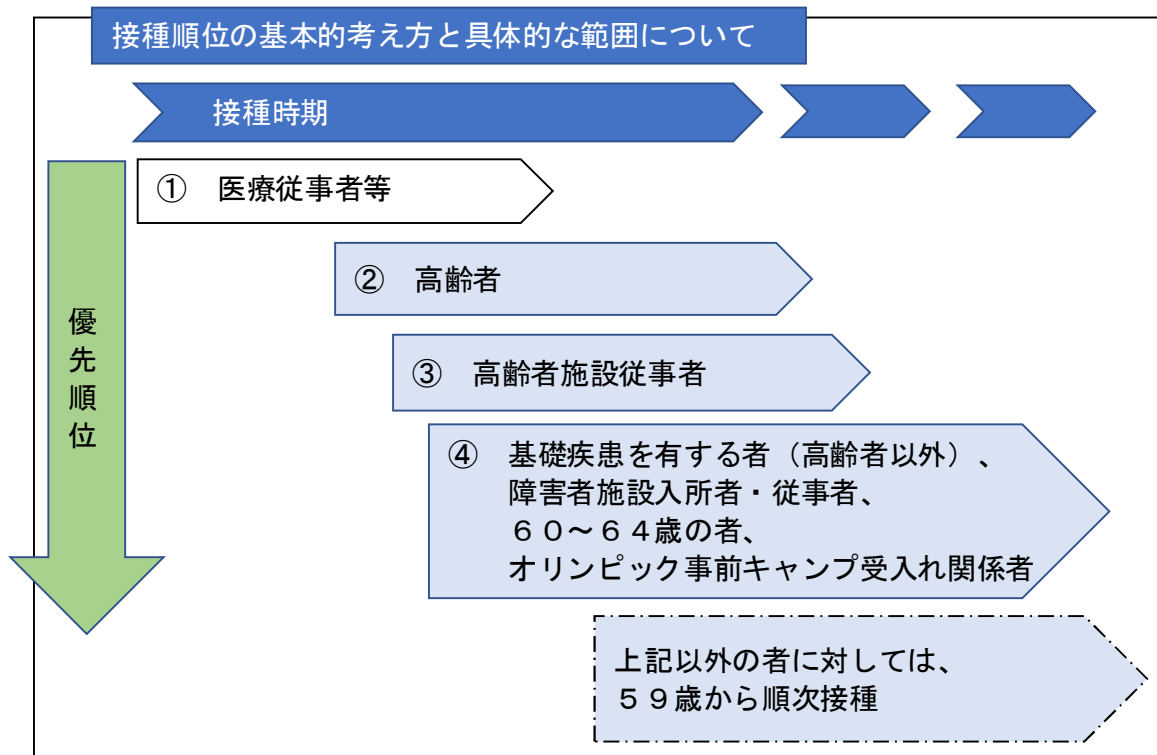 接種順位の基本的考え方と具体的な範囲について
接種時期
優先順位
① 医療従事者等
② 高齢者
③ 高齢者施設従事者
④ 基礎疾患を有する者（高齢者以外）、
障害者施設入所者・従事者、
６０～６４歳の者、
オリンピック事前キャンプ受入れ関係者
上記以外の者に対しては、
５９歳から順次接種